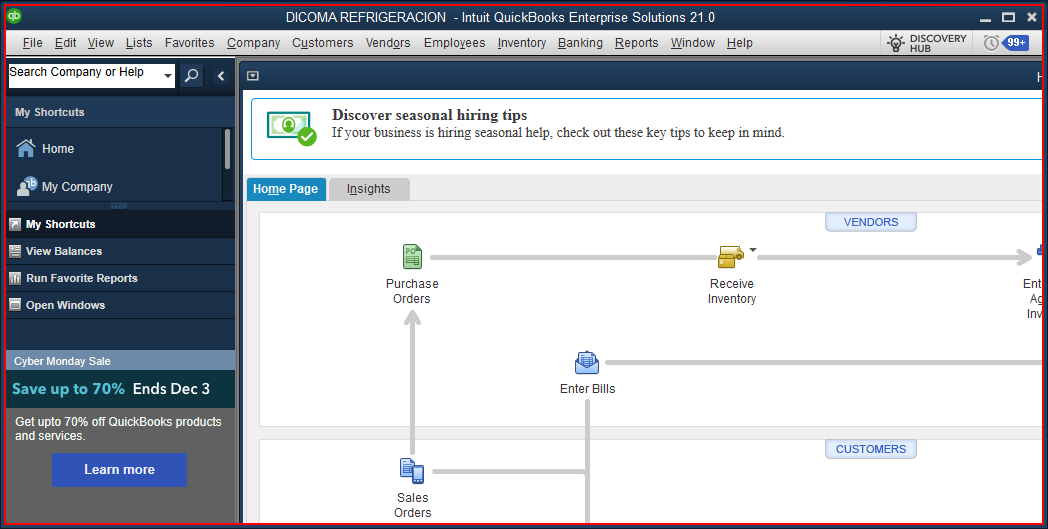 DICOMA REFRIGERACION - Intuit QuickBooks Enterprise Solutions 21.0
File Edit View Lists Favorites Company Customers Vendors Employees Inventory Banking Reports Window Help
DISCOVERY
HUB
99+
Search Company or Help
My Shortcuts
Home
My Company
My Shortcuts
View Balances
Run Favorite Reports
Open Windows
Cyber Monday Sale
Save up to 70% Ends Dec 3
Get upto 70% off QuickBooks products
and services.
Learn more
H
Discover seasonal hiring tips
If your business is hiring seasonal help, check out these key tips to keep in mind.
Home Page
Insights
VENDORS
PO
Purchase
Orders
Receive
Inventory
Ent
Ag
Inv
Enter Bills
CUSTOMERS
Sales
Orders